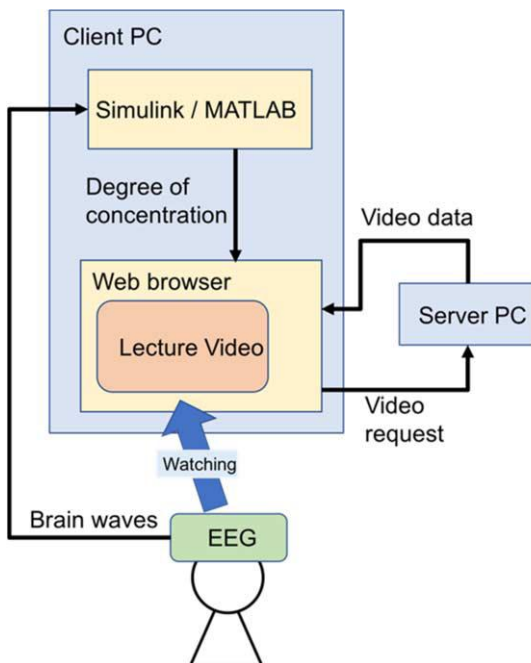 Client PC
Simulink / MATLAB
Degree of
concentration
Video data
Web browser
Lecture Video
Server PC
Video
request
Watching
Brain waves
EEG